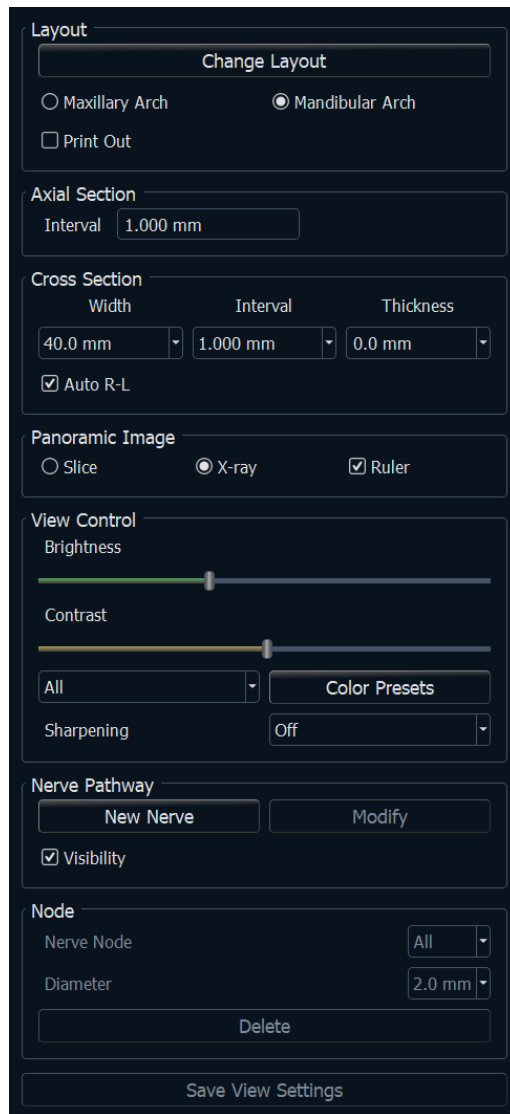 Layout
Change Layout
Maxillary Arch Mandibular Arch
Print Out
Axial Section
Interval 1.000 mm
Cross Section
Width Interval Thickness
40.0 mm 1.000 mm 0.0 mm
Auto R-L
Panoramic Image
Slice X-ray Ruler
View Control
Brightness
Contrast
All Color Presets
Sharpening Off
Nerve Pathway
New Nerve Modify
Visibility
Node
Nerve Node All
Diameter 2.0 mm
Delete
Save View Settings